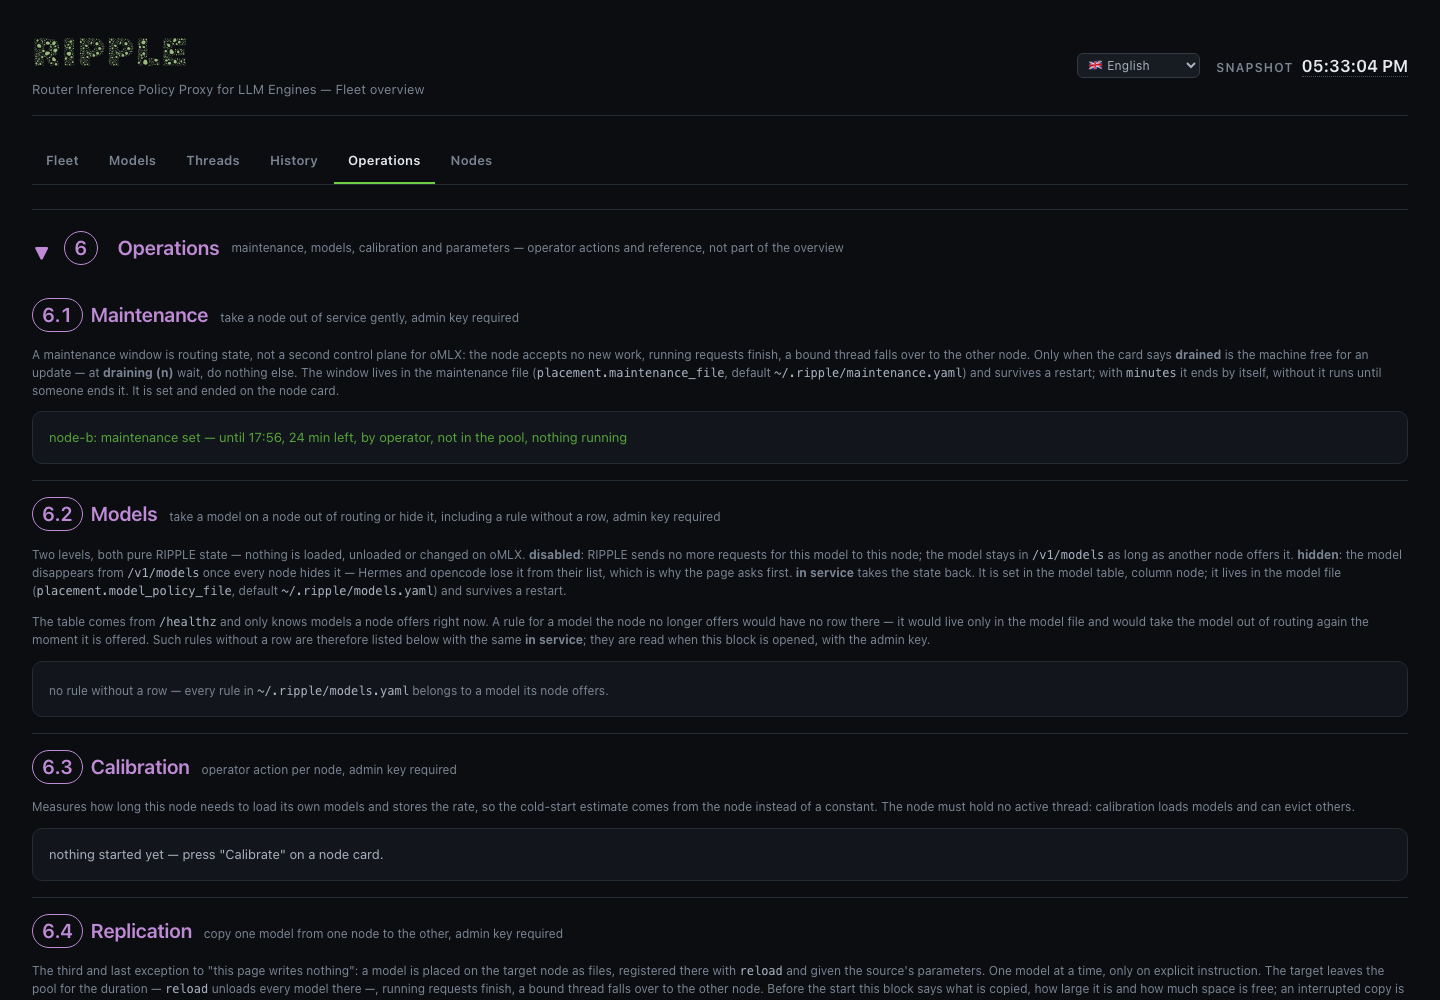 RIPPLE
Router Inference Policy Proxy for LLM Engines — Fleet overview
English
SNAPSHOT 05:33:04 PM
Fleet Models Threads History Operations Nodes
6 Operations maintenance, models, calibration and parameters — operator actions and reference, not part of the overview
6.1 Maintenance take a node out of service gently, admin key required
A maintenance window is routing state, not a second control plane for oMLX: the node accepts no new work, running requests finish, a bound thread falls over to the other node. Only when the card says drained is the machine free for an
update — at draining (n) wait, do nothing else. The window lives in the maintenance file (placement.maintenance_file, default ~/.ripple/maintenance.yaml) and survives a restart; with minutes it ends by itself, without it runs until
someone ends it. It is set and ended on the node card.
node-b: maintenance set — until 17:56, 24 min left, by operator, not in the pool, nothing running
6.2 Models take a model on a node out of routing or hide it, including a rule without a row, admin key required
Two levels, both pure RIPPLE state — nothing is loaded, unloaded or changed on oMLX. disabled: RIPPLE sends no more requests for this model to this node; the model stays in /v1/models as long as another node offers it. hidden: the model
disappears from /v1/models once every node hides it — Hermes and opencode lose it from their list, which is why the page asks first. in service takes the state back. It is set in the model table, column node; it lives in the model file
(placement.model_policy_file, default ~/.ripple/models.yaml) and survives a restart.
The table comes from /healthz and only knows models a node offers right now. A rule for a model the node no longer offers would have no row there — it would live only in the model file and would take the model out of routing again the
moment it is offered. Such rules without a row are therefore listed below with the same in service; they are read when this block is opened, with the admin key.
no rule without a row — every rule in ~/.ripple/models.yaml belongs to a model its node offers.
6.3 Calibration operator action per node, admin key required
Measures how long this node needs to load its own models and stores the rate, so the cold-start estimate comes from the node instead of a constant. The node must hold no active thread: calibration loads models and can evict others.
nothing started yet — press "Calibrate" on a node card.
6.4 Replication copy one model from one node to the other, admin key required
The third and last exception to "this page writes nothing": a model is placed on the target node as files, registered there with reload and given the source's parameters. One model at a time, only on explicit instruction. The target leaves the
pool for the duration — reload unloads every model there —, running requests finish, a bound thread falls over to the other node. Before the start this block says what is copied, how large it is and how much space is free; an interrupted copy is